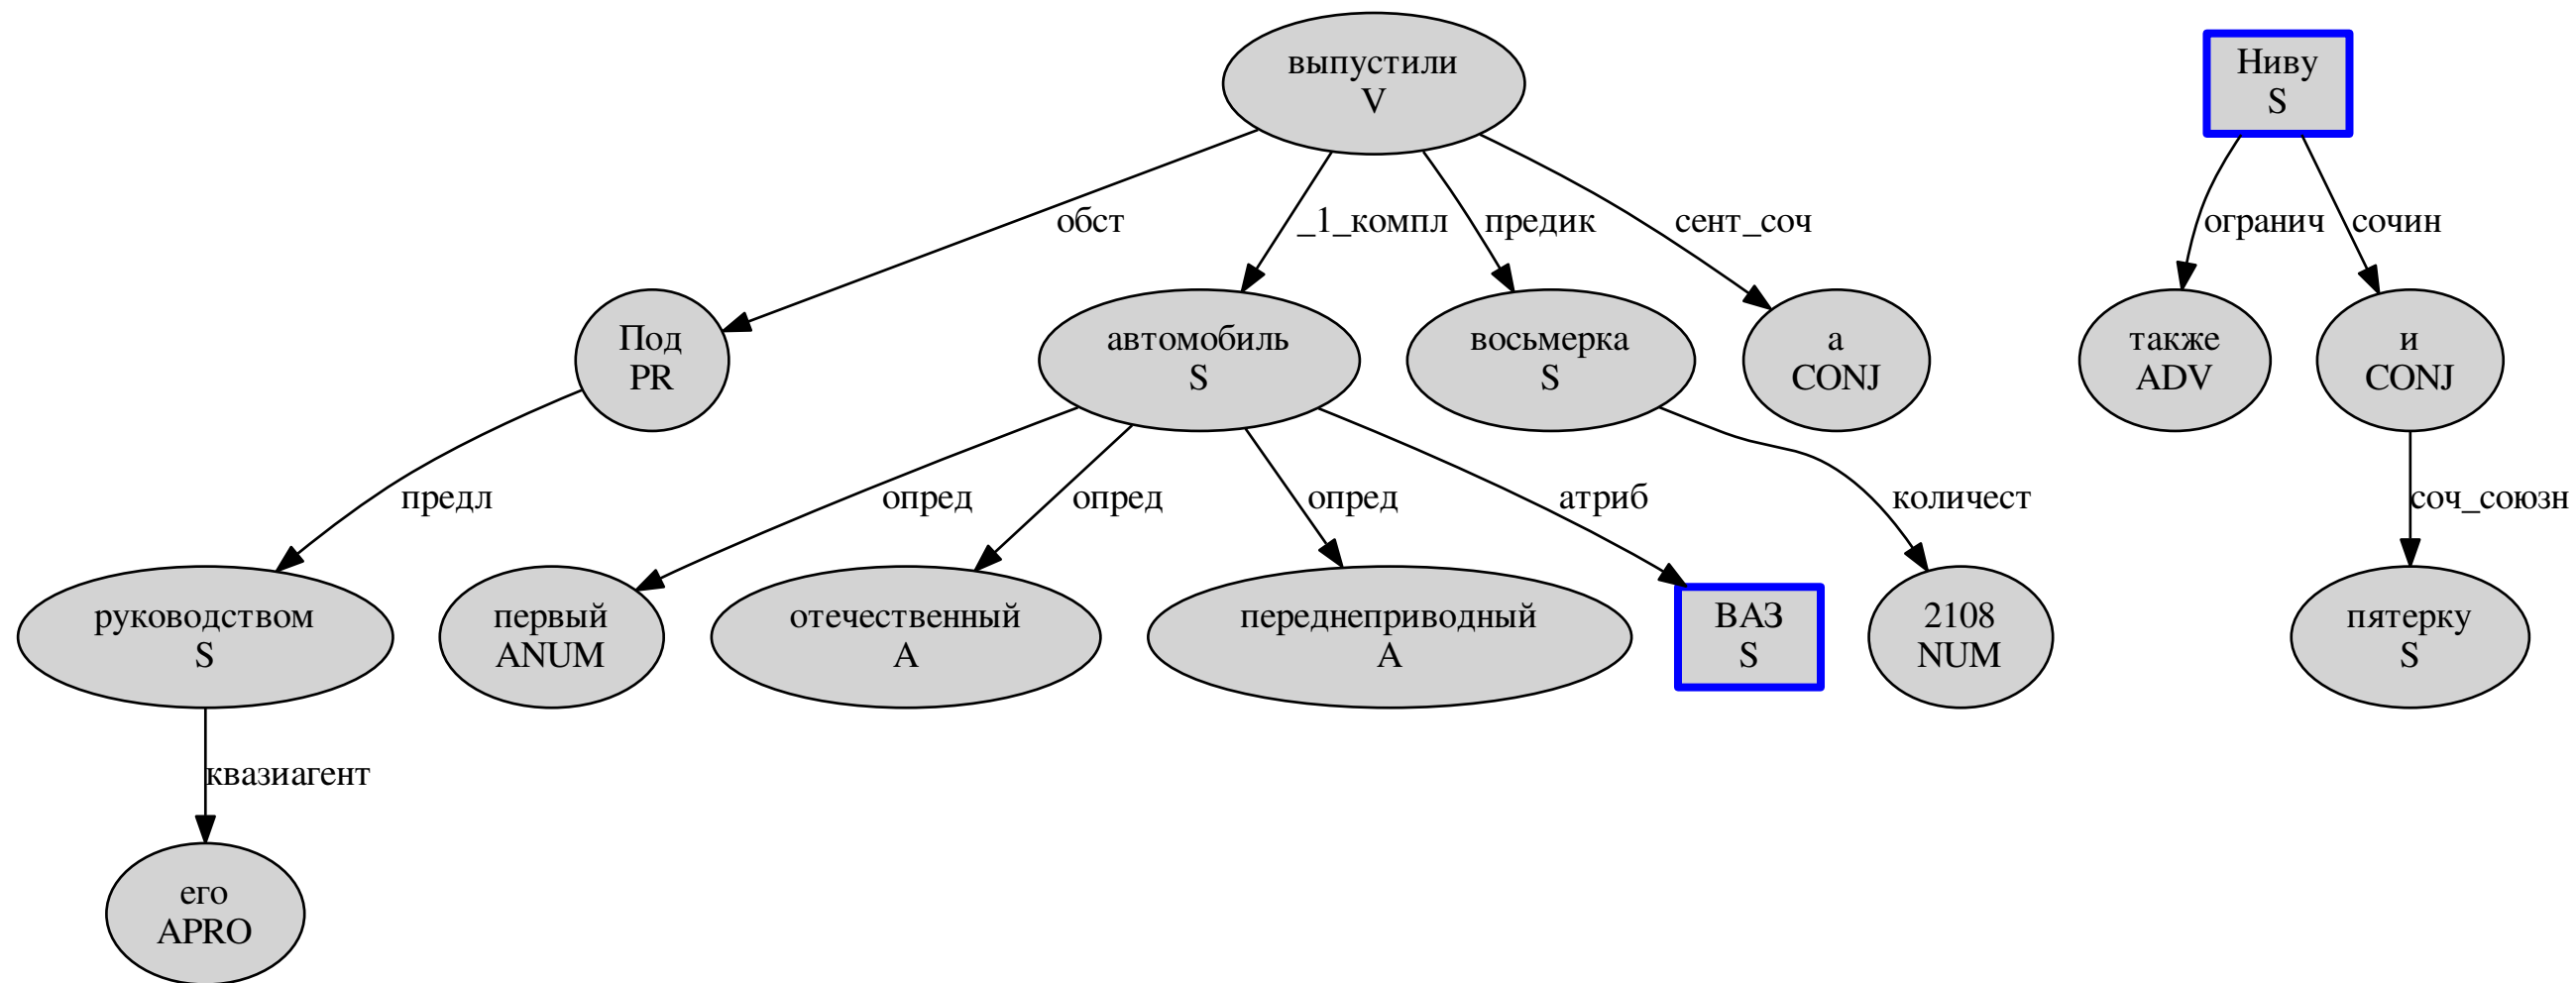 выпустили
V
Ниву
S
обст
_1_компл
предик
сент_соч
огранич
сочин
Под
PR
автомобиль
S
восьмерка
S
а
CONJ
также
ADV
и
CONJ
предл
опред
опред
опред
атриб
количест
соч_союзн
руководством
S
первый
ANUM
отечественный
A
переднеприводный
A
ВАЗ
S
2108
NUM
пятерку
S
квазиагент
его
APRO